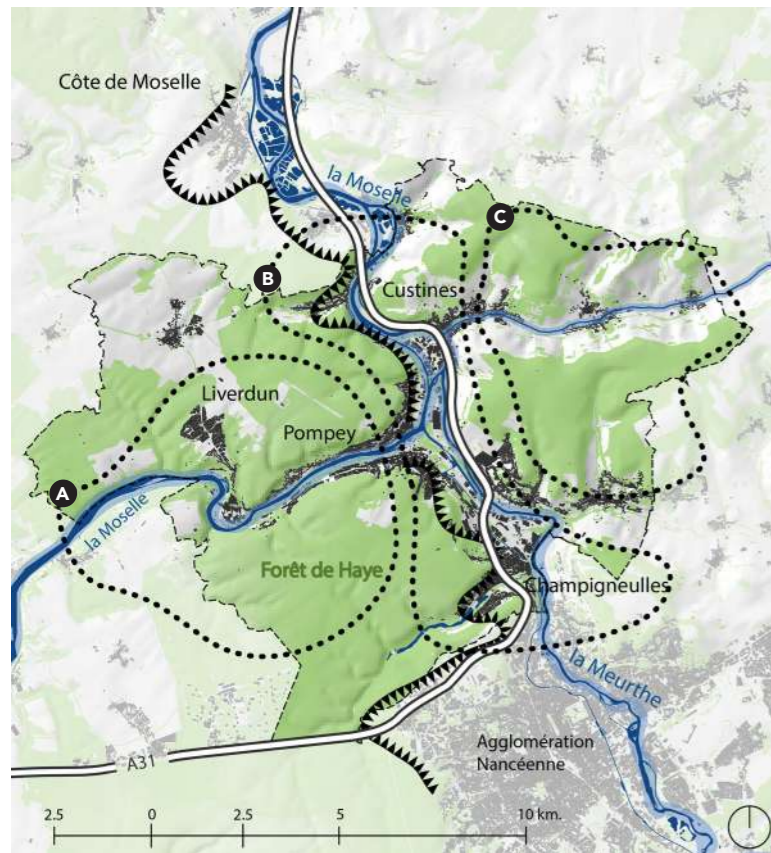 Côte de Moselle
la Moselle
C
B
Custines
Liverdun
Pompey
A
la Moselle
Forêt de Haye
Champigneulles
la Meurthe
A31
Agglomération
Nancéenne
2.5 0 2.5 5 10 km.